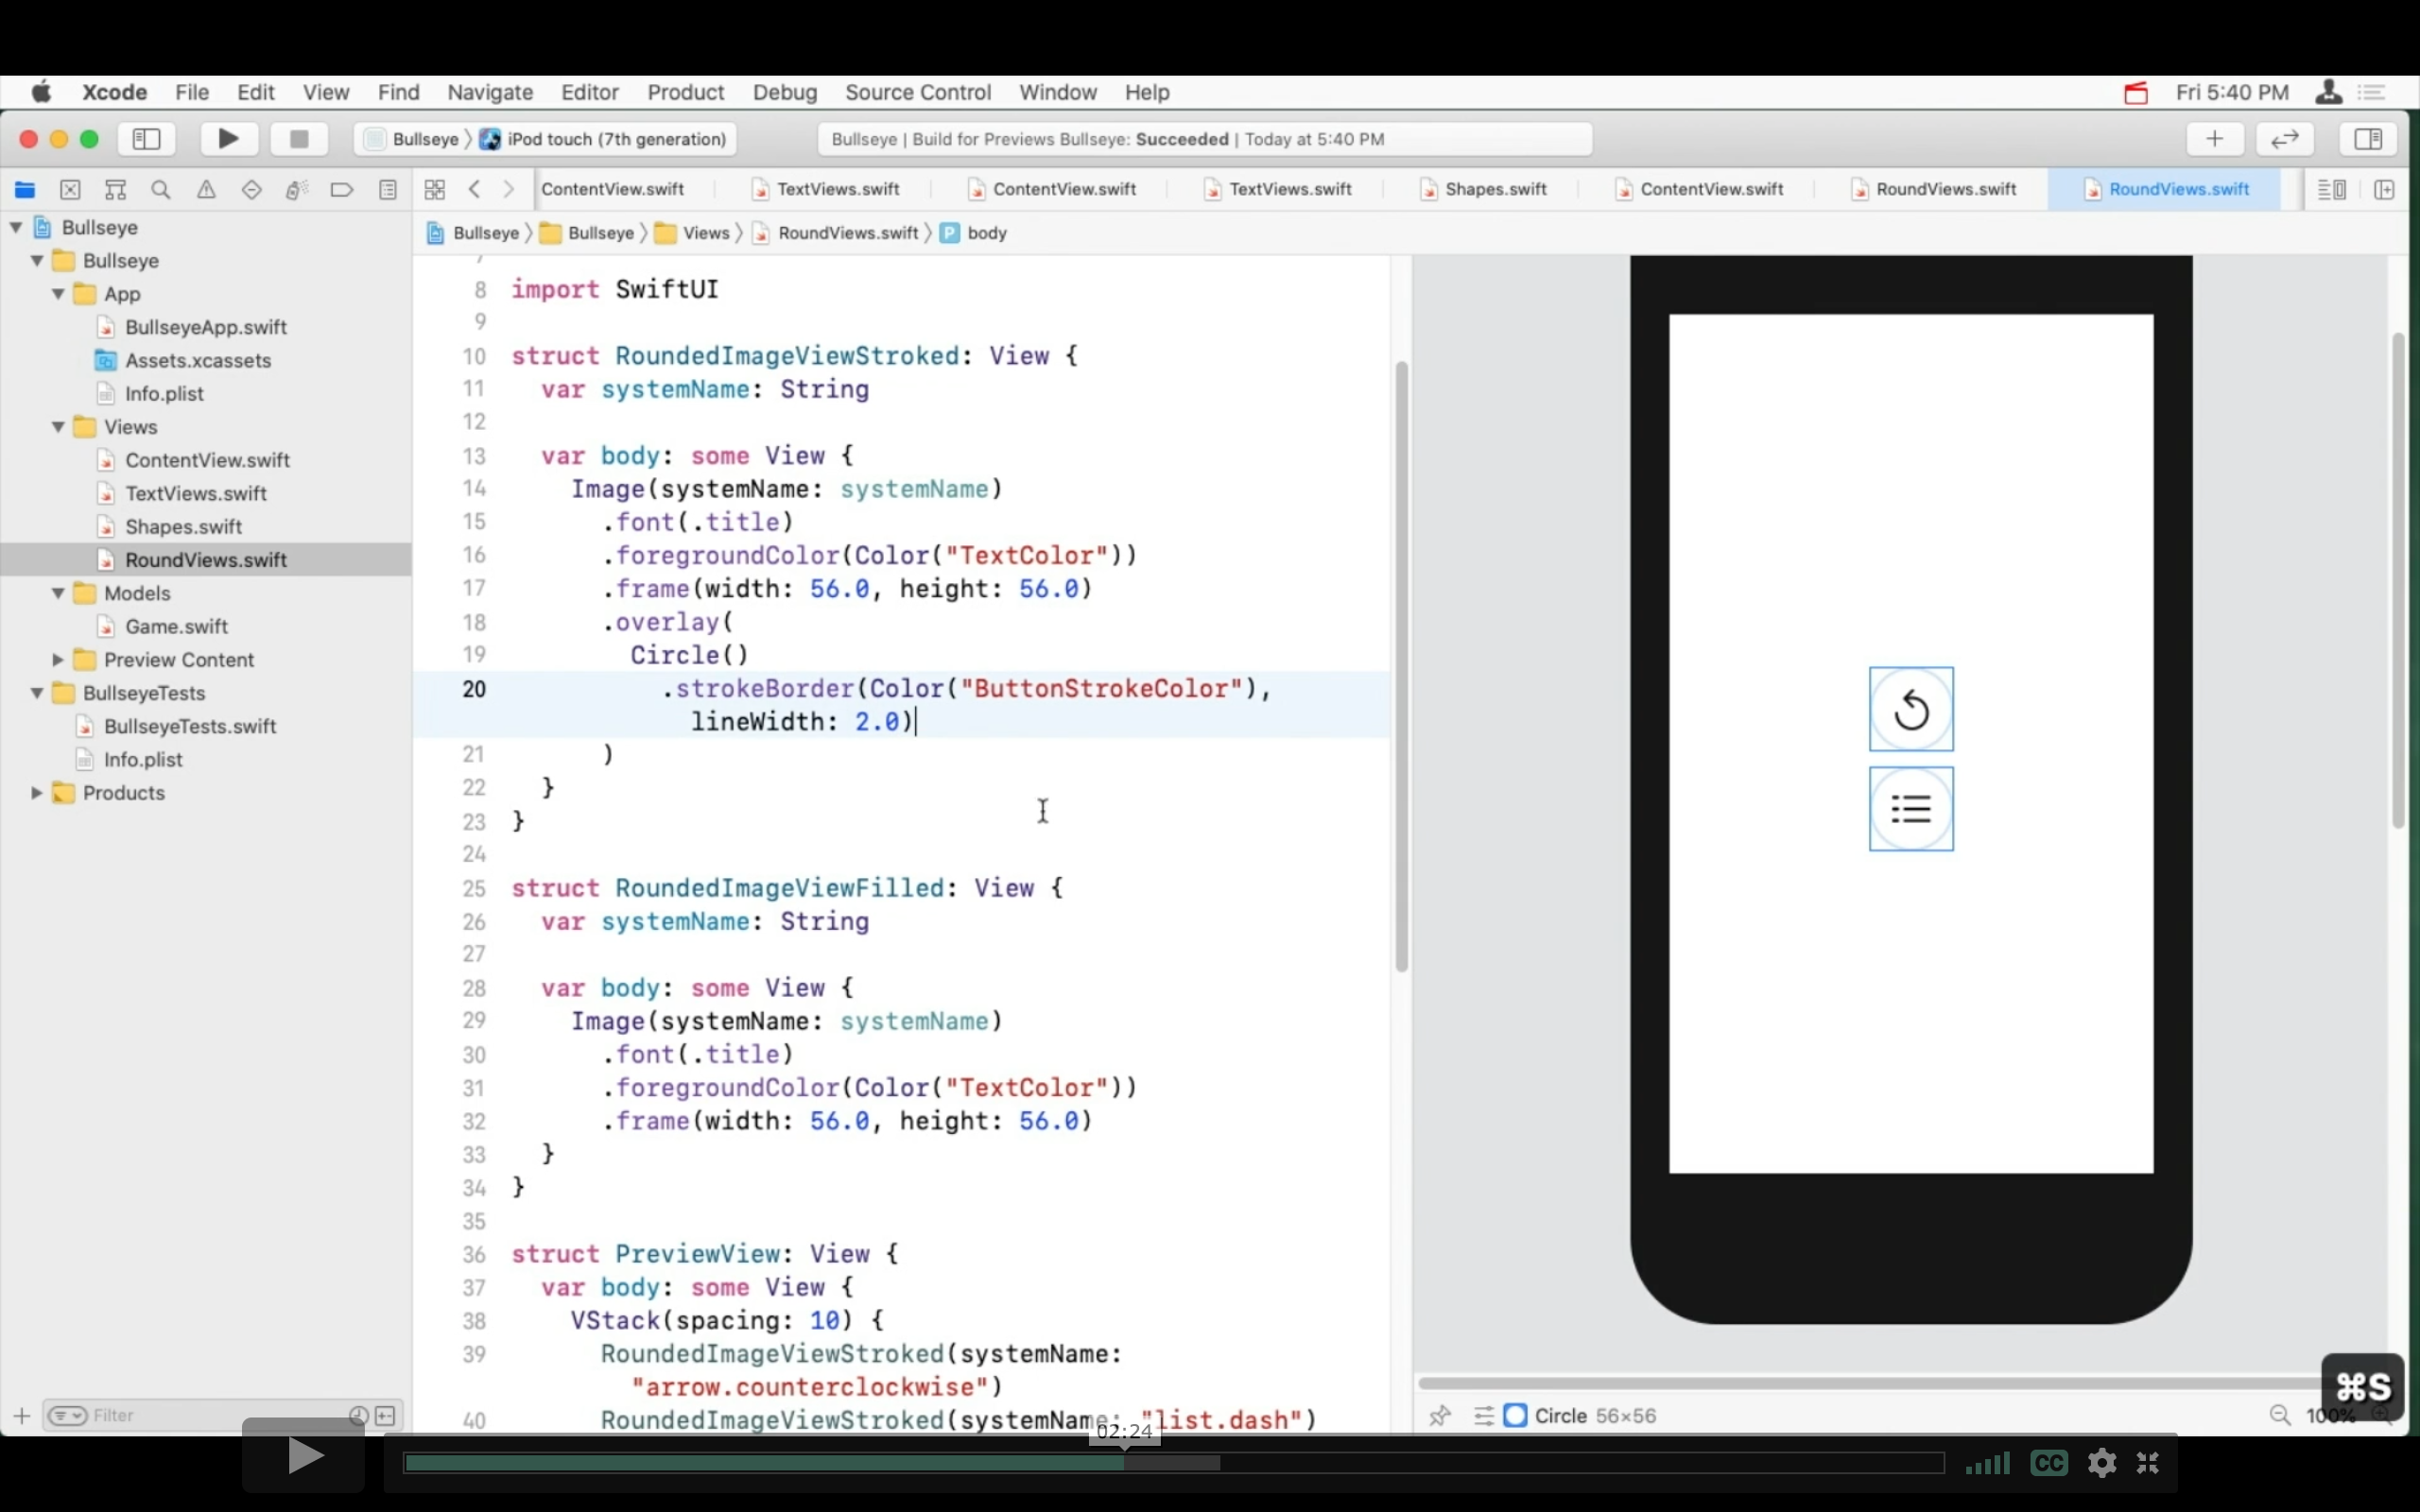 Xcode File Edit View Find Navigate Editor Product Debug Source Control Window Help Fri 5:40 PM
Bullseye 〉 iPod touch (7th generation) Bullseye | Build for Previews Bullseye: Succeeded | Today at 5:40 PM
ContentView.swift TextViews.swift ContentView.swift TextViews.swift Shapes.swift ContentView.swift RoundViews.swift RoundViews.swift
Bullseye 〉 Bullseye 〉 Views 〉 RoundViews.swift 〉 P body
Bullseye
Bullseye
App
BullseyeApp.swift
Assets.xcassets
Info.plist
Views
ContentView.swift
TextViews.swift
Shapes.swift
RoundViews.swift
Models
Game.swift
Preview Content
BullseyeTests
BullseyeTests.swift
Info.plist
Products
Filter
7
8 import SwiftUI
9
10 struct RoundedImageViewStroked: View {
11 var systemName: String
12
13 var body: some View {
14 Image(systemName: systemName)
15 .font(.title)
16 .foregroundColor(Color("TextColor"))
17 .frame(width: 56.0, height: 56.0)
18 .overlay(
19 Circle()
20 .strokeBorder(Color("ButtonStrokeColor"),
lineWidth: 2.0)
21 )
22 }
23 }
24
25 struct RoundedImageViewFilled: View {
26 var systemName: String
27
28 var body: some View {
29 Image(systemName: systemName)
30 .font(.title)
31 .foregroundColor(Color("TextColor"))
32 .frame(width: 56.0, height: 56.0)
33 }
34 }
35
36 struct PreviewView: View {
37 var body: some View {
38 VStack(spacing: 10) {
39 RoundedImageViewStroked(systemName:
"arrow.counterclockwise")
40 RoundedImageViewStroked(systemName: "list.dash")
⌘S
Circle 56×56 100%
02:24
CC